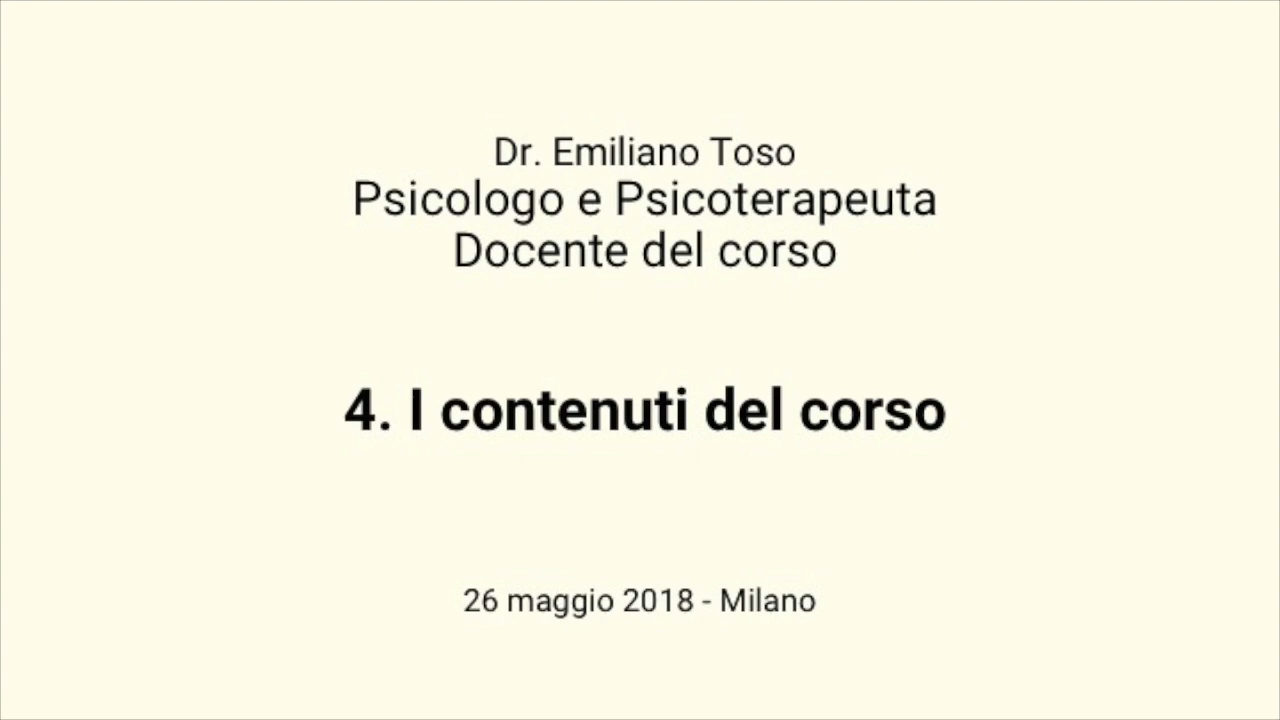 Dr. Emiliano Toso
Psicologo e Psicoterapeuta
Docente del corso
4. I contenuti del corso
26 maggio 2018 - Milano